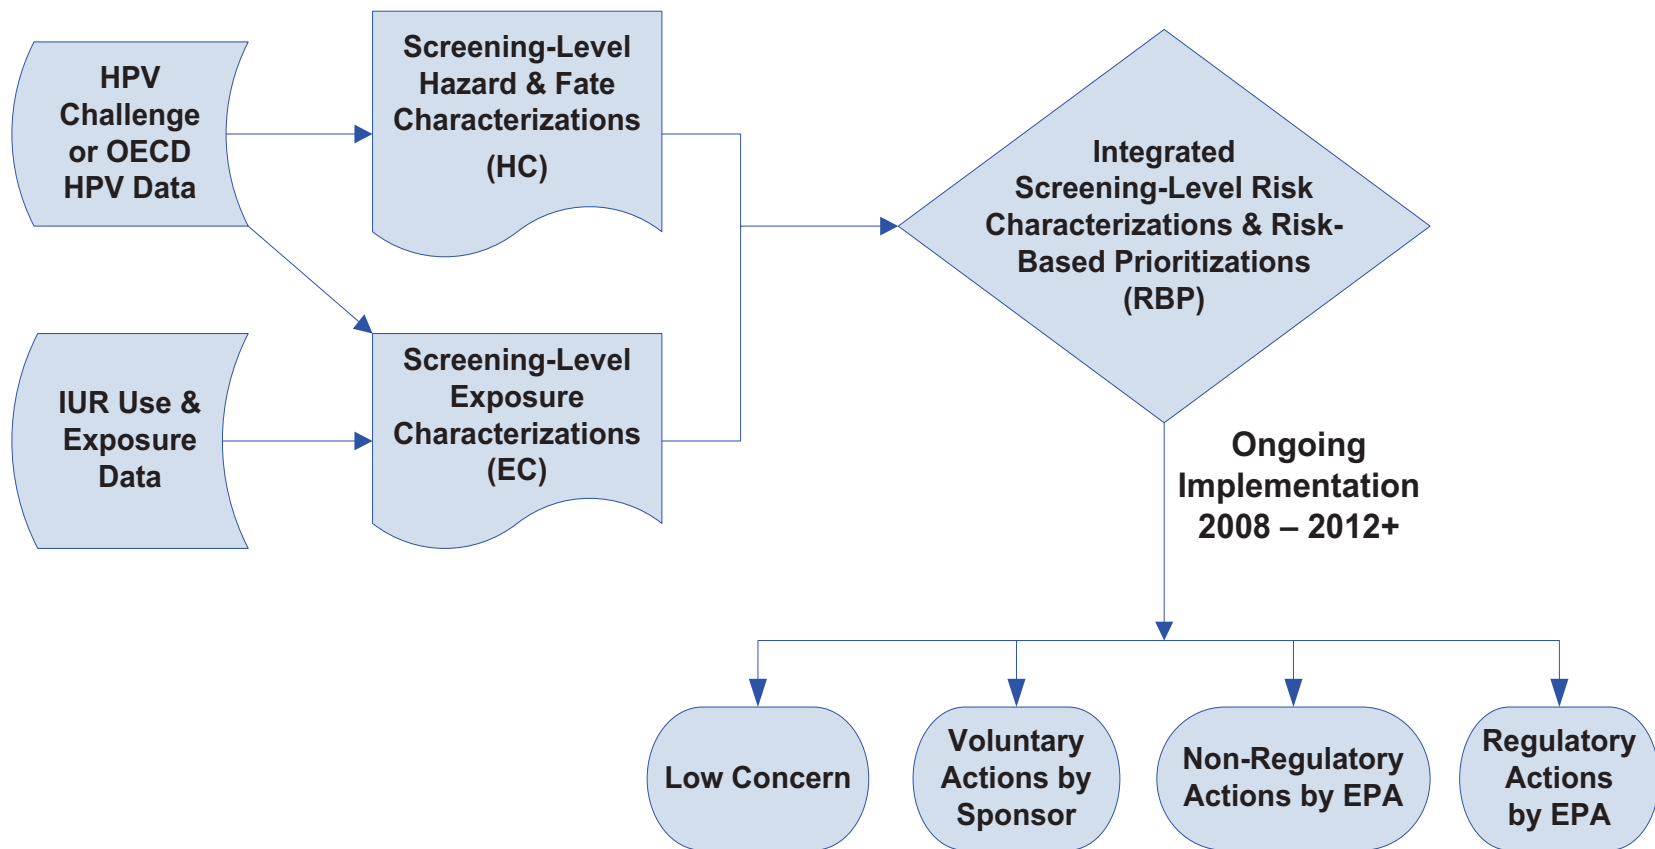 HPV
Challenge
or OECD
HPV Data
Screening-Level
Hazard & Fate
Characterizations
(HC)
Integrated
Screening-Level Risk
Characterizations & Risk-
Based Prioritizations
(RBP)
IUR Use &
Exposure
Data
Screening-Level
Exposure
Characterizations
(EC)
Ongoing
Implementation
2008 – 2012+
Low Concern
Voluntary
Actions by
Sponsor
Non-Regulatory
Actions by EPA
Regulatory
Actions
by EPA